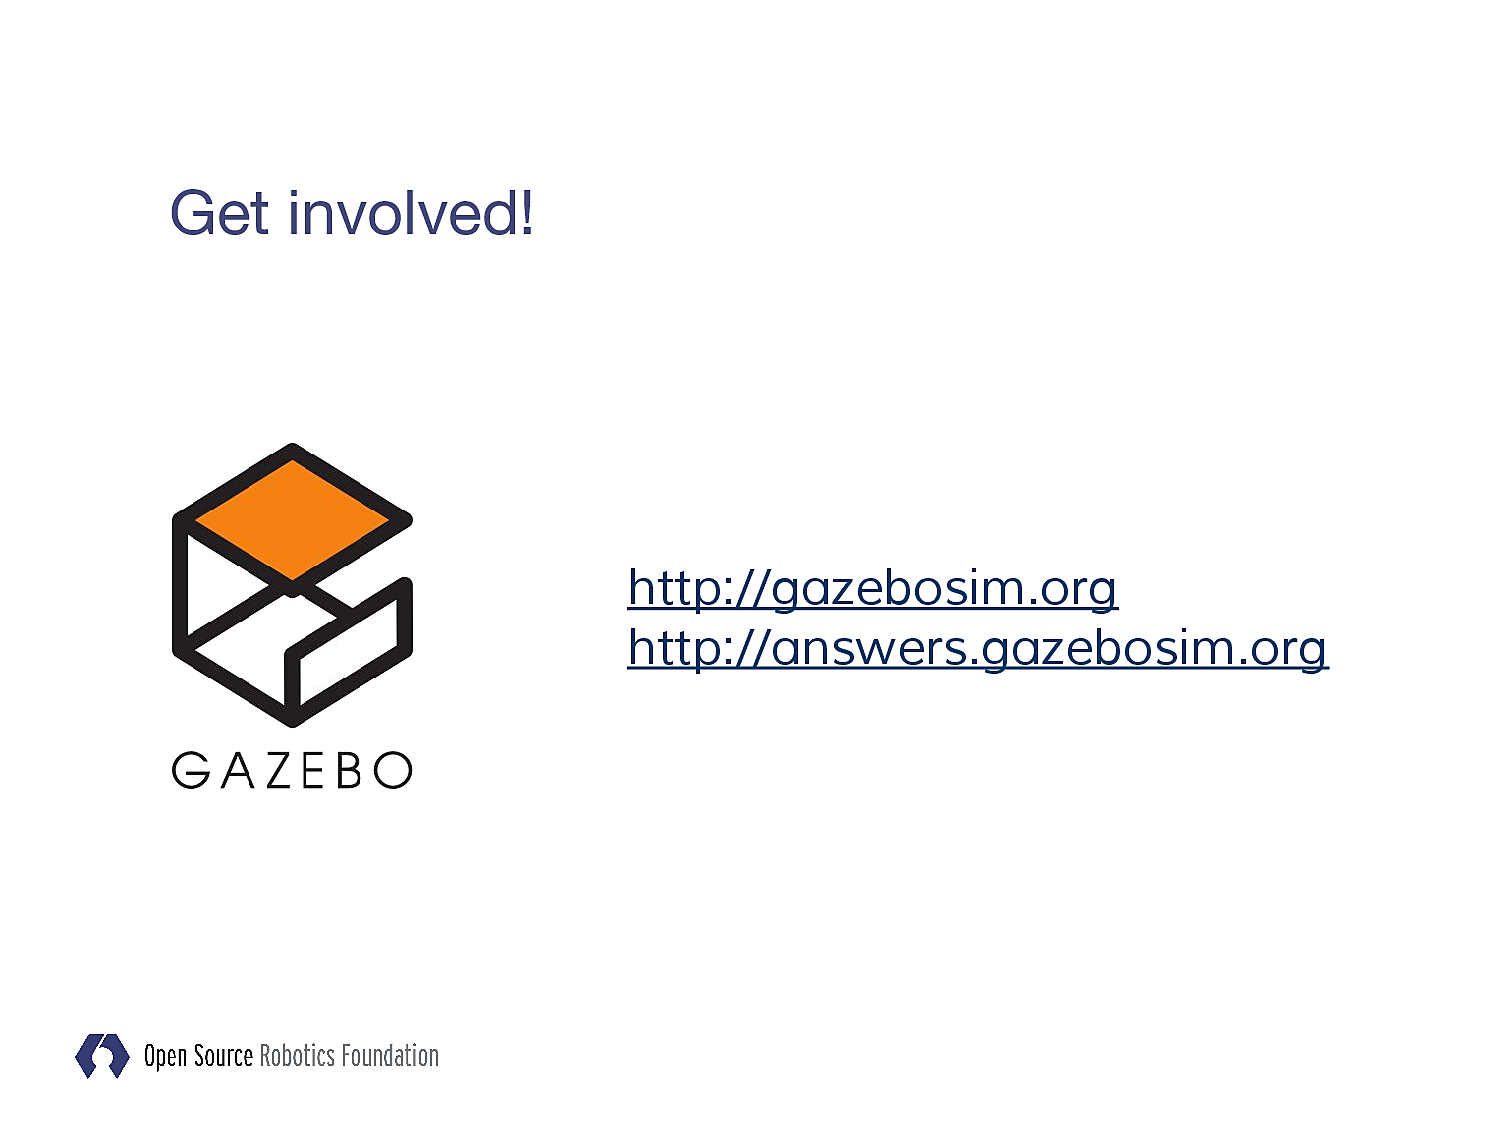 Get involved!
http://gazebosim.org
http://answers.gazebosim.org
GAZEBO
Open Source Robotics Foundation